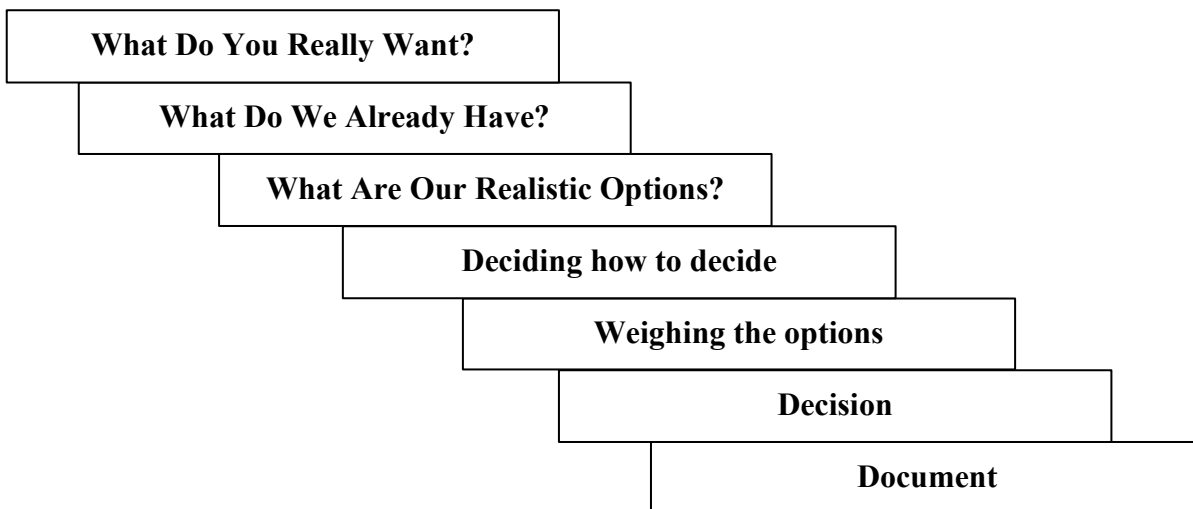 What Do You Really Want?
What Do We Already Have?
What Are Our Realistic Options?
Deciding how to decide
Weighing the options
Decision
Document